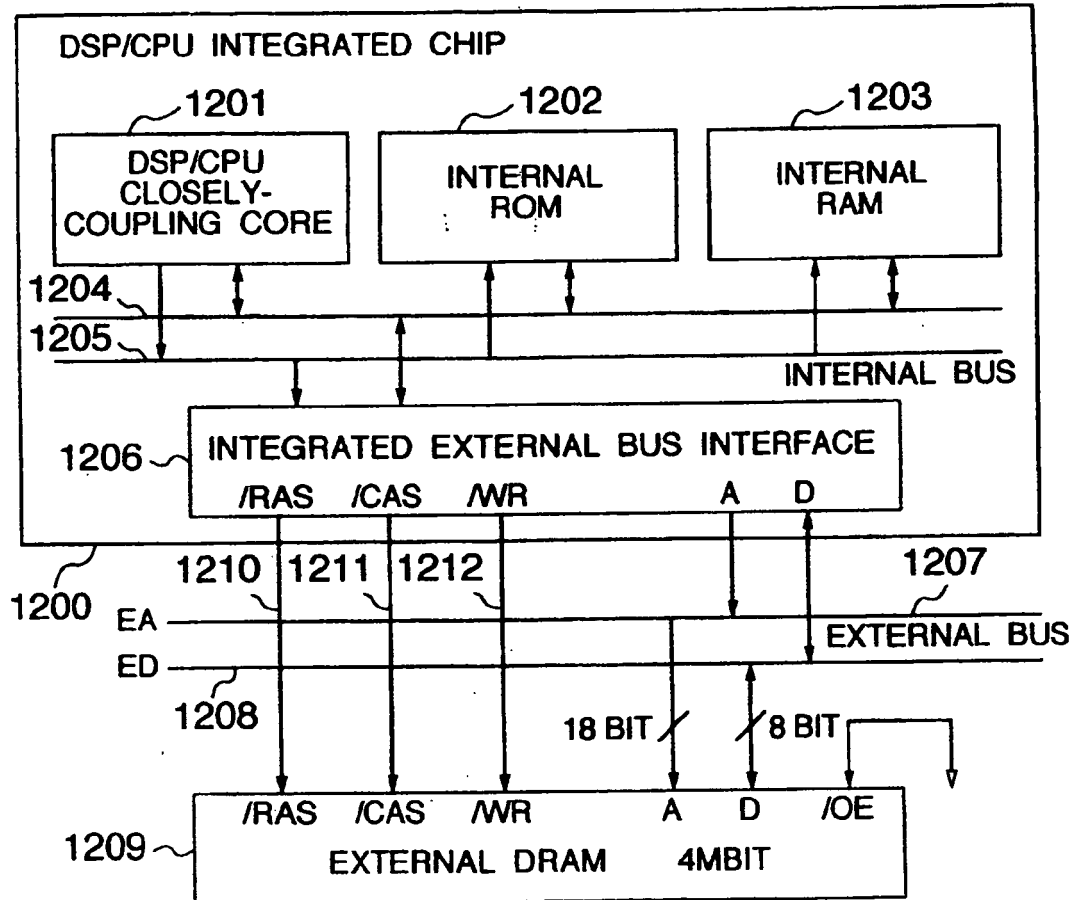 DSP/CPU INTEGRATED CHIP
1201
1202
1203
DSP/CPU
CLOSELY-
COUPLING CORE
INTERNAL
ROM
INTERNAL
RAM
1204
1205
INTERNAL BUS
1206
INTEGRATED EXTERNAL BUS INTERFACE
/RAS /CAS /WR A D
1200
1210 1211 1212
1207
EA
EXTERNAL BUS
ED
1208
18 BIT 8 BIT
/RAS /CAS /WR A D /OE
1209
EXTERNAL DRAM 4MBIT